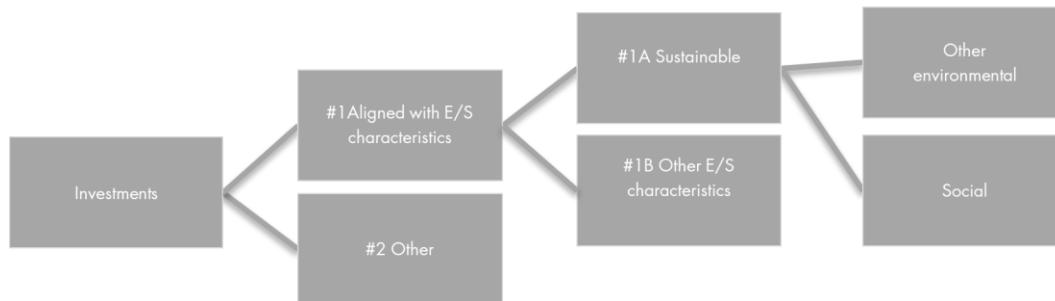 Investments
#1Aligned with E/S
characteristics
#2 Other
#1A Sustainable
#1B Other E/S
characteristics
Other
environmental
Social